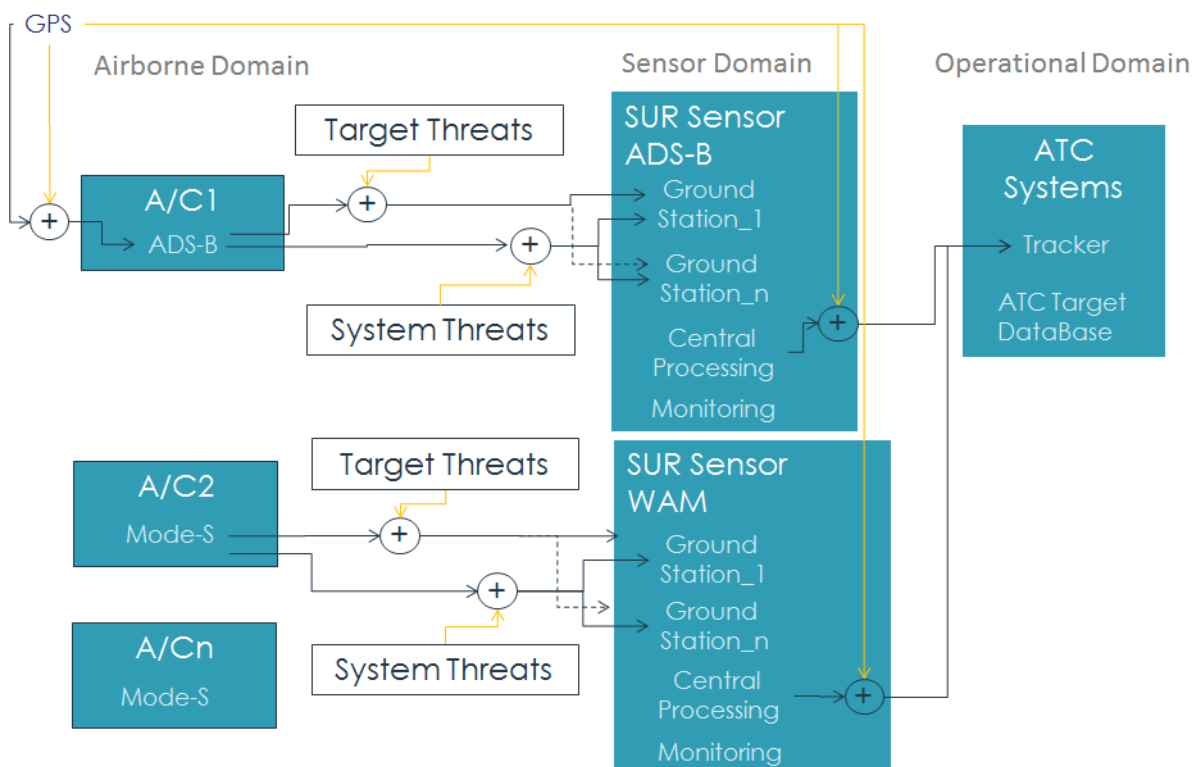 GPS
Airborne Domain
Sensor Domain
Operational Domain
Target Threats
A/C1
ADS-B
System Threats
SUR Sensor
ADS-B
Ground
Station_1
Ground
Station_n
Central
Processing
Monitoring
ATC
Systems
Tracker
ATC Target
DataBase
Target Threats
A/C2
Mode-S
System Threats
A/Cn
Mode-S
SUR Sensor
WAM
Ground
Station_1
Ground
Station_n
Central
Processing
Monitoring
+
+
+
+
+
+
+